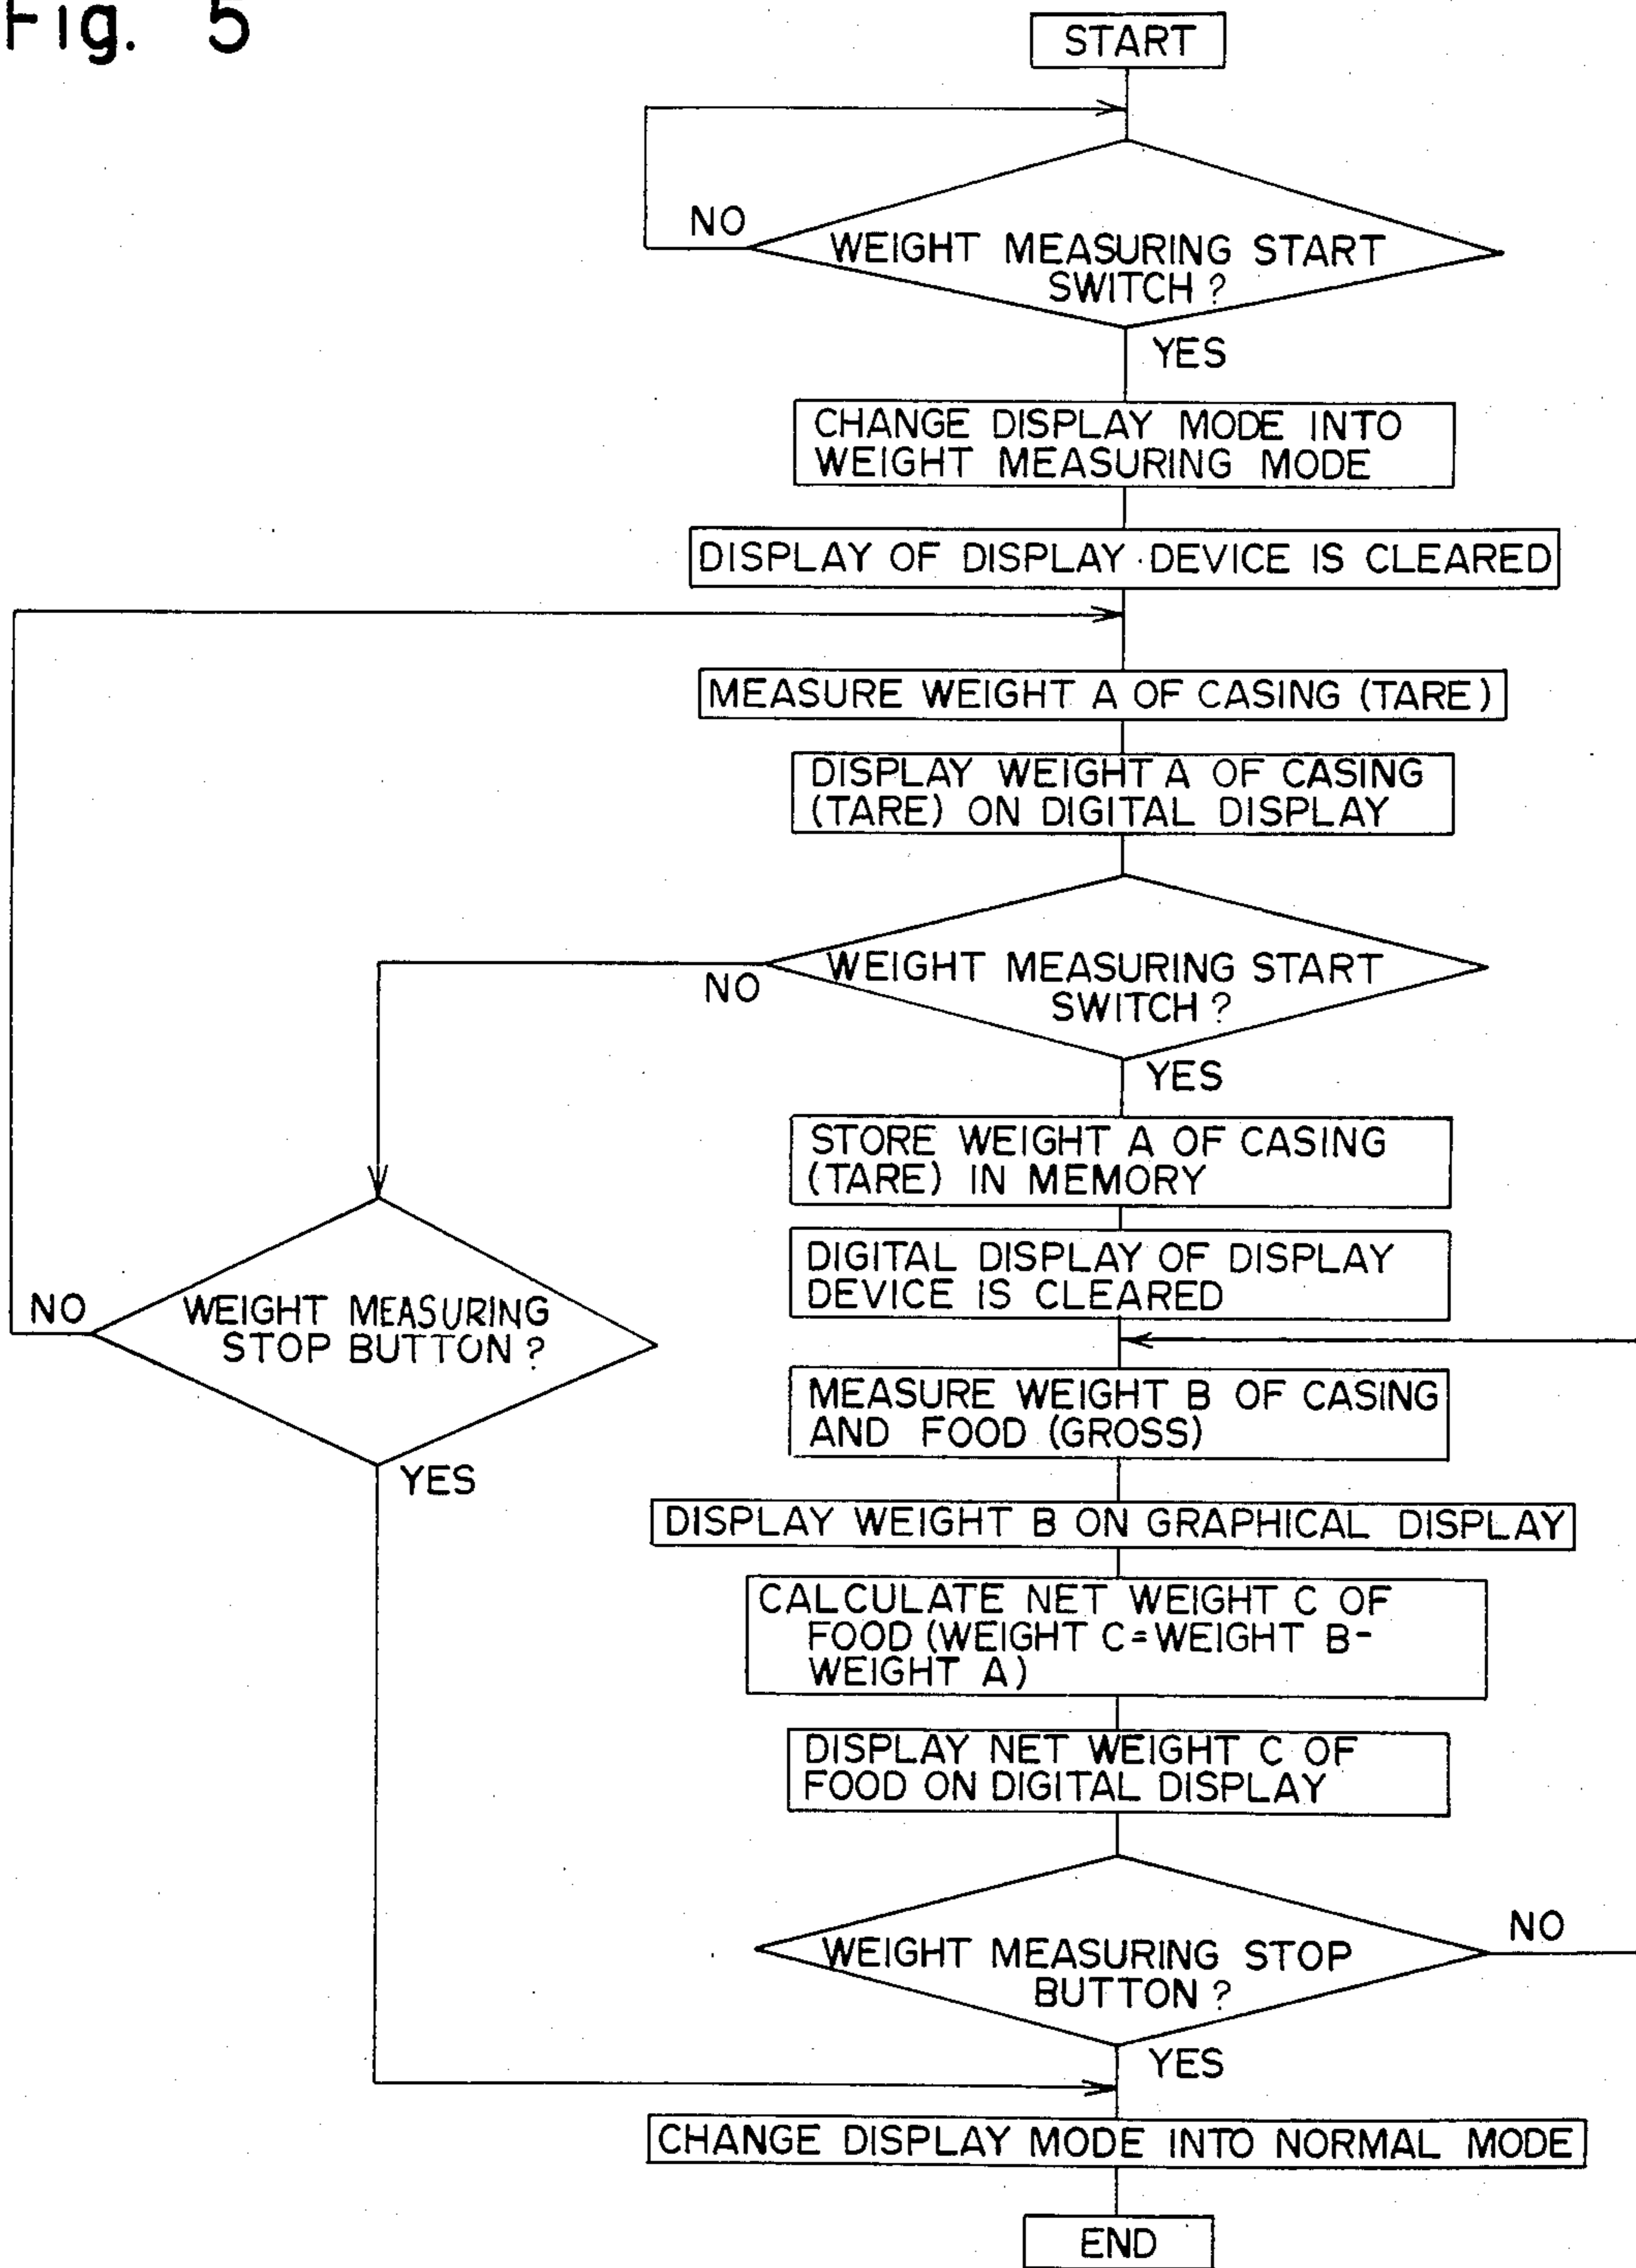 Fig. 5
START
NO
WEIGHT MEASURING START
SWITCH ?
YES
CHANGE DISPLAY MODE INTO
WEIGHT MEASURING MODE
DISPLAY OF DISPLAY DEVICE IS CLEARED
MEASURE WEIGHT A OF CASING (TARE)
DISPLAY WEIGHT A OF CASING
(TARE) ON DIGITAL DISPLAY
WEIGHT MEASURING START
SWITCH ?
NO
YES
STORE WEIGHT A OF CASING
(TARE) IN MEMORY
DIGITAL DISPLAY OF DISPLAY
DEVICE IS CLEARED
NO
WEIGHT MEASURING
STOP BUTTON ?
YES
MEASURE WEIGHT B OF CASING
AND FOOD (GROSS)
DISPLAY WEIGHT B ON GRAPHICAL DISPLAY
CALCULATE NET WEIGHT C OF
FOOD (WEIGHT C=WEIGHT B-
WEIGHT A)
DISPLAY NET WEIGHT C OF
FOOD ON DIGITAL DISPLAY
NO
WEIGHT MEASURING STOP
BUTTON ?
YES
CHANGE DISPLAY MODE INTO NORMAL MODE
END